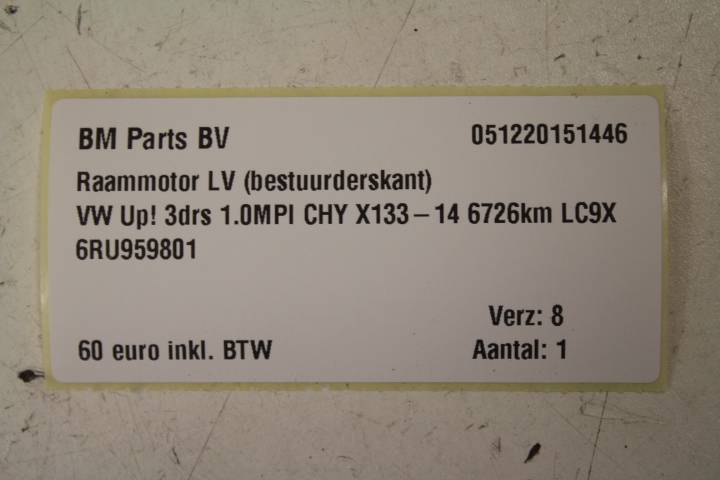 BM Parts BV 051220151446
Raammotor LV (bestuurderskant)
VW Up! 3drs 1.0MPI CHY X133-14 6726km LC9X
6RU959801
Verz: 8
60 euro inkl. BTW Aantal: 1